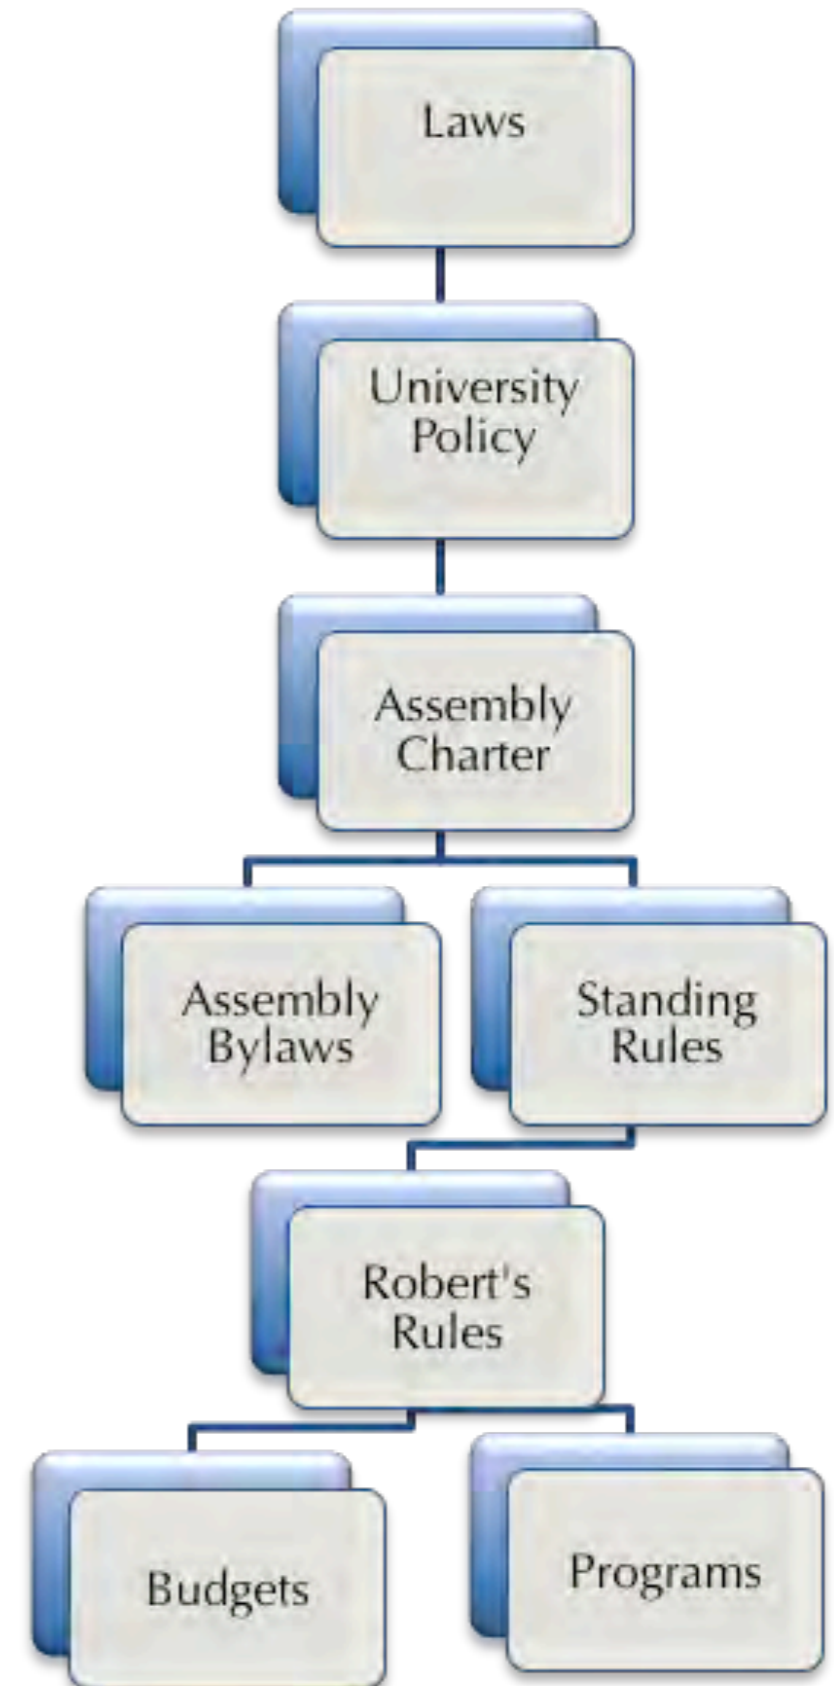 Laws
University
Policy
Assembly
Charter
Assembly
Bylaws
Standing
Rules
Robert's
Rules
Budgets
Programs